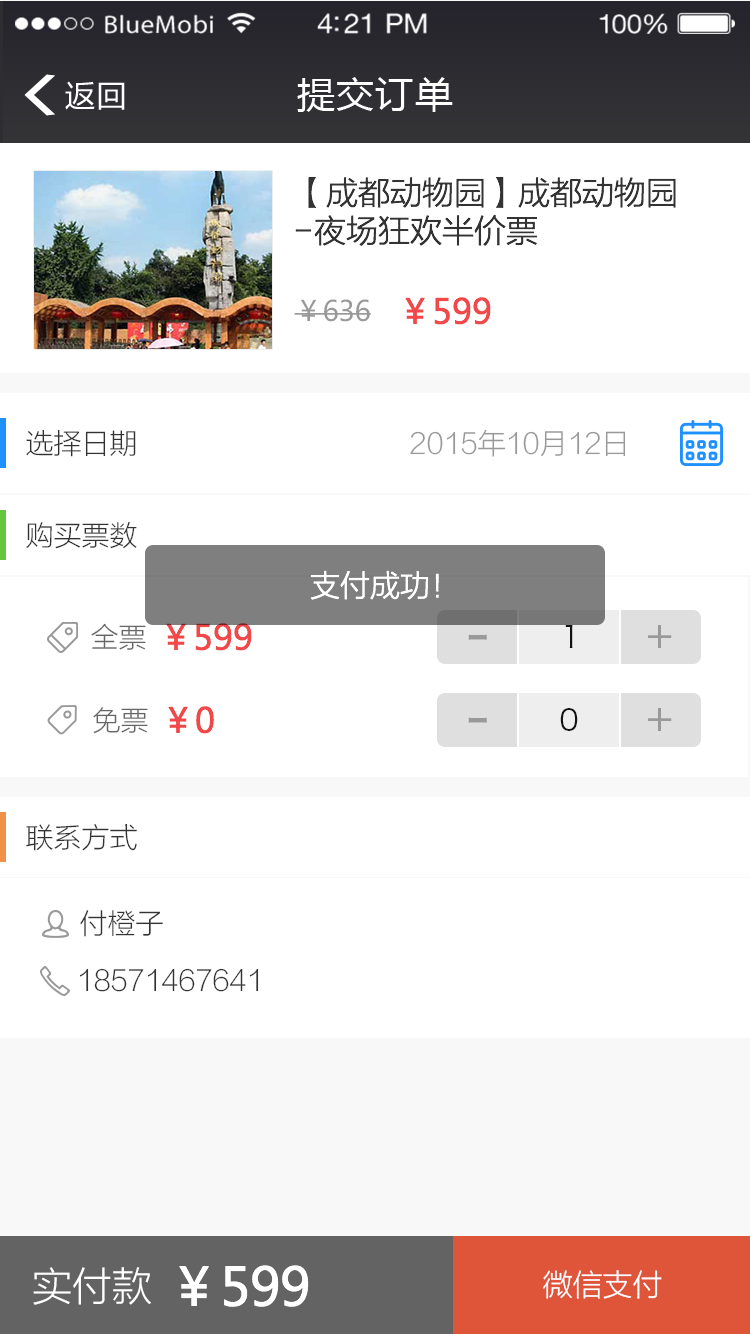 BlueMobi 4:21 PM 100%
返回 提交订单
【成都动物园】成都动物园
-夜场狂欢半价票
￥636 ￥599
选择日期 2015年10月12日
购买票数
支付成功！
全票 ￥599 - 1 +
免票 ￥0 - 0 +
联系方式
付橙子
18571467641
实付款 ￥599 微信支付